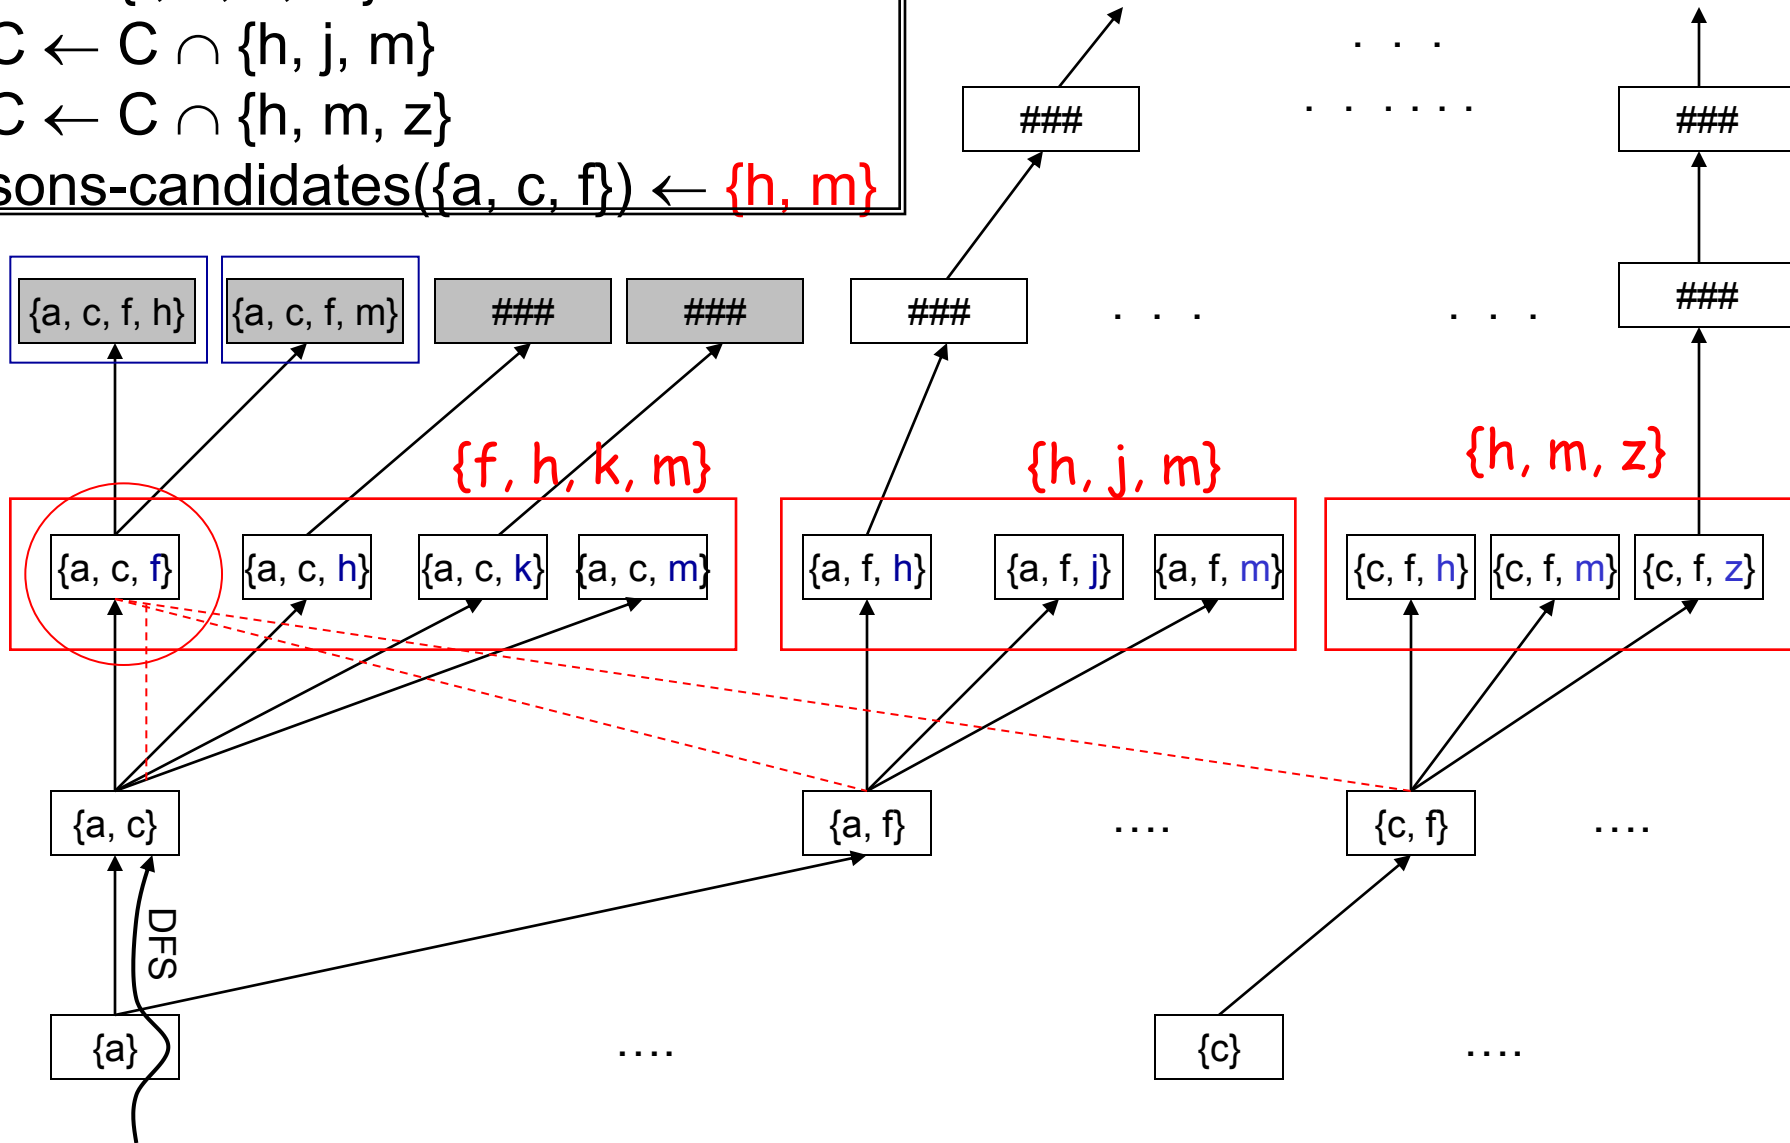 C ← C ∩ {h, j, m}
C ← C ∩ {h, m, z}
sons-candidates({a, c, f}) ← {h, m}
. . .
. . . . . .
### ###
{a, c, f, h} {a, c, f, m} ### ### ### . . . . . . ###
{f, h, k, m} {h, j, m} {h, m, z}
{a, c, f} {a, c, h} {a, c, k} {a, c, m} {a, f, h} {a, f, j} {a, f, m} {c, f, h} {c, f, m} {c, f, z}
{a, c} {a, f} .... {c, f} ....
DFS
{a} .... {c} ....